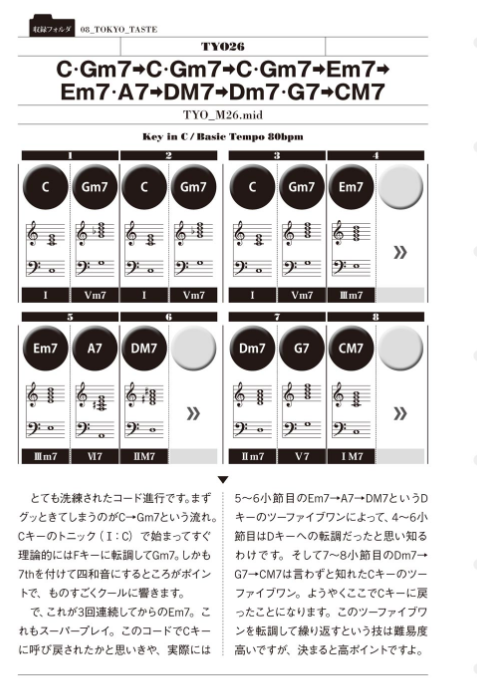 収録フォルダ 08_TOKYO_TASTE
TYO26
C・Gm7➜C・Gm7➜C・Gm7➜Em7➜
Em7・A7➜DM7➜Dm7・G7➜CM7
TYO_M26.mid
Key in C / Basic Tempo 80bpm
1 2 3 4
C Gm7 C Gm7 C Gm7 Em7
»
I Vm7 I Vm7 I Vm7 Ⅲm7
5 6 7 8
Em7 A7 DM7 Dm7 G7 CM7
» »
Ⅲm7 Ⅵ7 ⅡM7 Ⅱm7 V7 I M7
とても洗練されたコード進行です。まず
グッときてしまうのがC→Gm7という流れ。
Cキーのトニック（Ⅰ：C）で始まってすぐ
理論的にはFキーに転調してGm7。しかも
7thを付けて四和音にするところがポイン
トで、ものすごくクールに響きます。
で、これが3回連続してからのEm7。こ
れもスーパープレイ。このコードでCキー
に呼び戻されたかと思いきや、実際には
5〜6小節目のEm7→A7→DM7というD
キーのツーファイブワンによって、4〜6小
節目はDキーへの転調だったと思い知る
わけです。そして7〜8小節目のDm7→
G7→CM7は言わずと知れたCキーのツー
ファイブワン。ようやくここでCキーに戻
ったことになります。このツーファイブワ
ンを転調して繰り返すという技は難易度
高いですが、決まると高ポイントですよ。